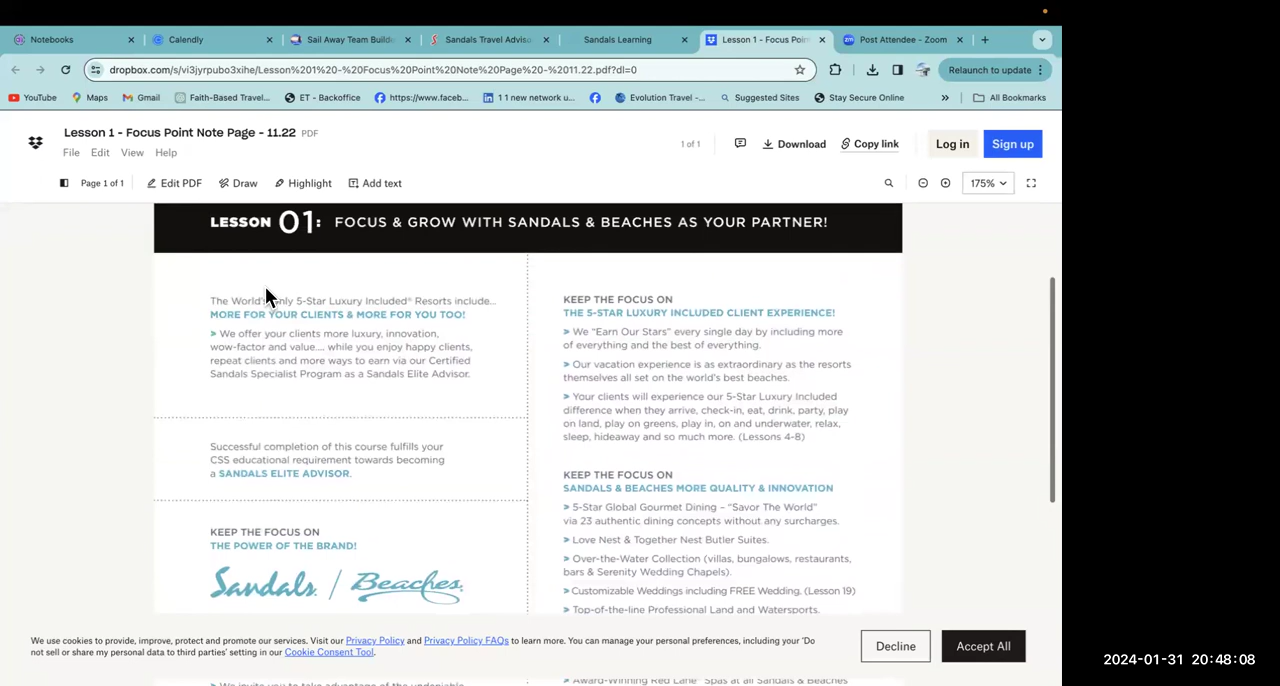 Notebooks
Calendly
Sail Away Team Builde
Sandals Travel Adviso
Sandals Learning
Lesson 1 - Focus Poin
Post Attendee - Zoom
dropbox.com/s/vi3jyrpubo3xihe/Lesson%201%20-%20Focus%20Point%20Note%20Page%20-%2011.22.pdf?dl=0
Relaunch to update
YouTube
Maps
Gmail
Faith-Based Travel...
ET - Backoffice
https://www.faceb...
1 1 new network u...
Evolution Travel -...
Suggested Sites
Stay Secure Online
»
All Bookmarks
Lesson 1 - Focus Point Note Page - 11.22 PDF
File Edit View Help
1 of 1
Download
Copy link
Log in
Sign up
Page 1 of 1
Edit PDF
Draw
Highlight
Add text
175%
LESSON 01: FOCUS & GROW WITH SANDALS & BEACHES AS YOUR PARTNER!
The World's only 5-Star Luxury Included® Resorts include...
MORE FOR YOUR CLIENTS & MORE FOR YOU TOO!
> We offer your clients more luxury, innovation,
wow-factor and value.... while you enjoy happy clients,
repeat clients and more ways to earn via our Certified
Sandals Specialist Program as a Sandals Elite Advisor.
Successful completion of this course fulfills your
CSS educational requirement towards becoming
a SANDALS ELITE ADVISOR.
KEEP THE FOCUS ON
THE POWER OF THE BRAND!
Sandals / Beaches
KEEP THE FOCUS ON
THE 5-STAR LUXURY INCLUDED CLIENT EXPERIENCE!
> We “Earn Our Stars” every single day by including more
of everything and the best of everything.
> Our vacation experience is as extraordinary as the resorts
themselves all set on the world's best beaches.
> Your clients will experience our 5-Star Luxury Included
difference when they arrive, check-in, eat, drink, party, play
on land, play on greens, play in, on and underwater, relax,
sleep, hideaway and so much more. (Lessons 4-8)
KEEP THE FOCUS ON
SANDALS & BEACHES MORE QUALITY & INNOVATION
> 5-Star Global Gourmet Dining – “Savor The World”
via 23 authentic dining concepts without any surcharges.
> Love Nest & Together Nest Butler Suites.
> Over-the-Water Collection (villas, bungalows, restaurants,
bars & Serenity Wedding Chapels).
> Customizable Weddings including FREE Wedding. (Lesson 19)
> Top-of-the-line Professional Land and Watersports.
We use cookies to provide, improve, protect and promote our services. Visit our Privacy Policy and Privacy Policy FAQs to learn more. You can manage your personal preferences, including your 'Do
not sell or share my personal data to third parties' setting in our Cookie Consent Tool.
Decline
Accept All
> We invite you to take advantage of the undeniable
> Award-Winning Red Lane® Spas at all Sandals & Beaches
2024-01-31 20:48:08